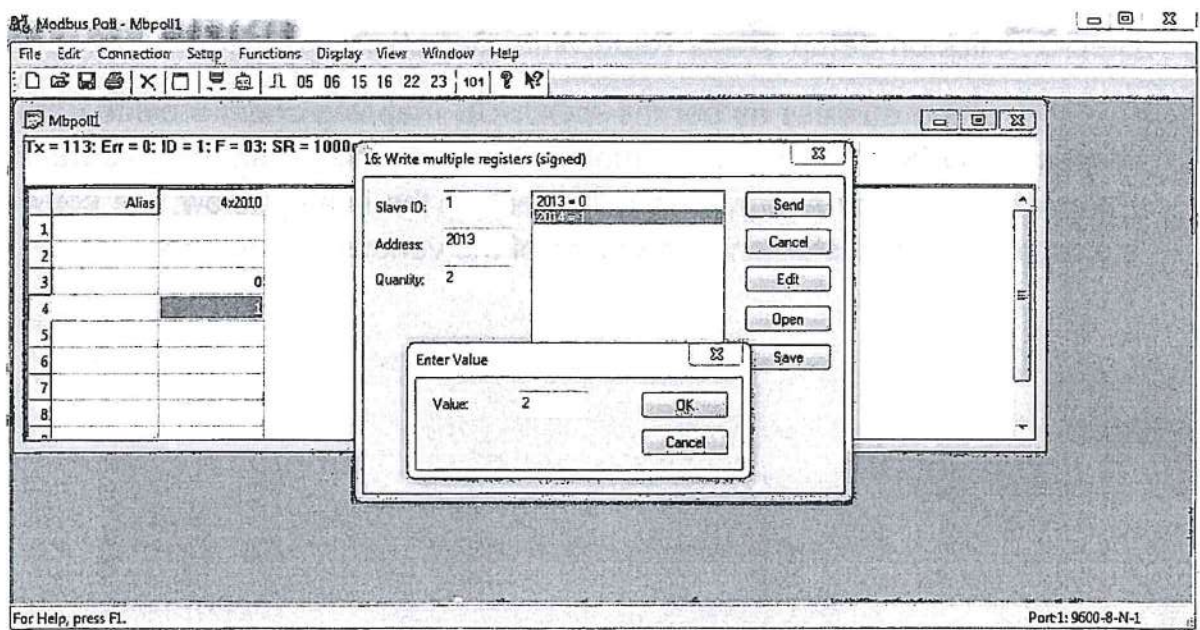 Modbus Poll - Mbpoll1
File Edit Connection Setup Functions Display View Window Help
05 06 15 16 22 23 101
Mbpoll1
Tx = 113: Err = 0: ID = 1: F = 03: SR = 1000
Alias 4x2010
1
2
3 0
4 1
5
6
7
8
16: Write multiple registers (signed)
Slave ID: 1
Address: 2013
Quantity: 2
2013 = 0
2014 = 1
Send
Cancel
Edit
Open
Save
Enter Value
Value: 2
OK
Cancel
For Help, press F1.
Port 1: 9600-8-N-1